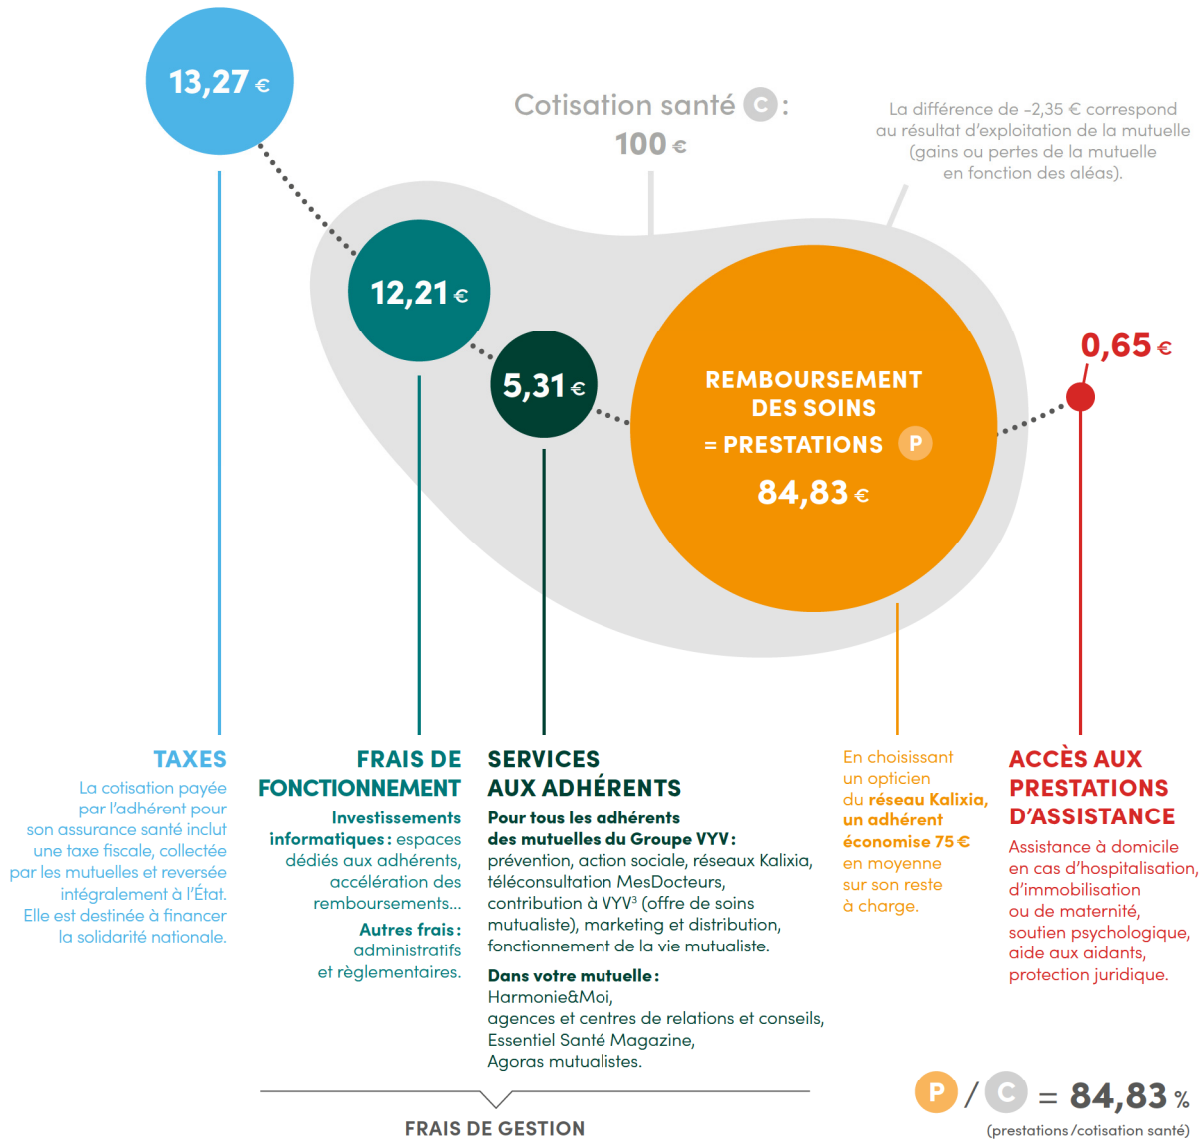 13,27 €
Cotisation santé C :
100 €
La différence de -2,35 € correspond
au résultat d’exploitation de la mutuelle
(gains ou pertes de la mutuelle
en fonction des aléas).
12,21 €
5,31 €
REMBOURSEMENT
DES SOINS
= PRESTATIONS P
84,83 €
0,65 €
TAXES
La cotisation payée
par l’adhérent pour
son assurance santé inclut
une taxe fiscale, collectée
par les mutuelles et reversée
intégralement à l’État.
Elle est destinée à financer
la solidarité nationale.
FRAIS DE
FONCTIONNEMENT
Investissements
informatiques : espaces
dédiés aux adhérents,
accélération des
remboursements...
Autres frais :
administratifs
et règlementaires.
SERVICES
AUX ADHÉRENTS
Pour tous les adhérents
des mutuelles du Groupe VYV :
prévention, action sociale, réseaux Kalixia,
téléconsultation MesDocteurs,
contribution à VYV³ (offre de soins
mutualiste), marketing et distribution,
fonctionnement de la vie mutualiste.
Dans votre mutuelle :
Harmonie&Moi,
agences et centres de relations et conseils,
Essentiel Santé Magazine,
Agoras mutualistes.
FRAIS DE GESTION
En choisissant
un opticien
du réseau Kalixia,
un adhérent
économise 75 €
en moyenne
sur son reste
à charge.
ACCÈS AUX
PRESTATIONS
D’ASSISTANCE
Assistance à domicile
en cas d’hospitalisation,
d’immobilisation
ou de maternité,
soutien psychologique,
aide aux aidants,
protection juridique.
P / C = 84,83 %
(prestations/cotisation santé)